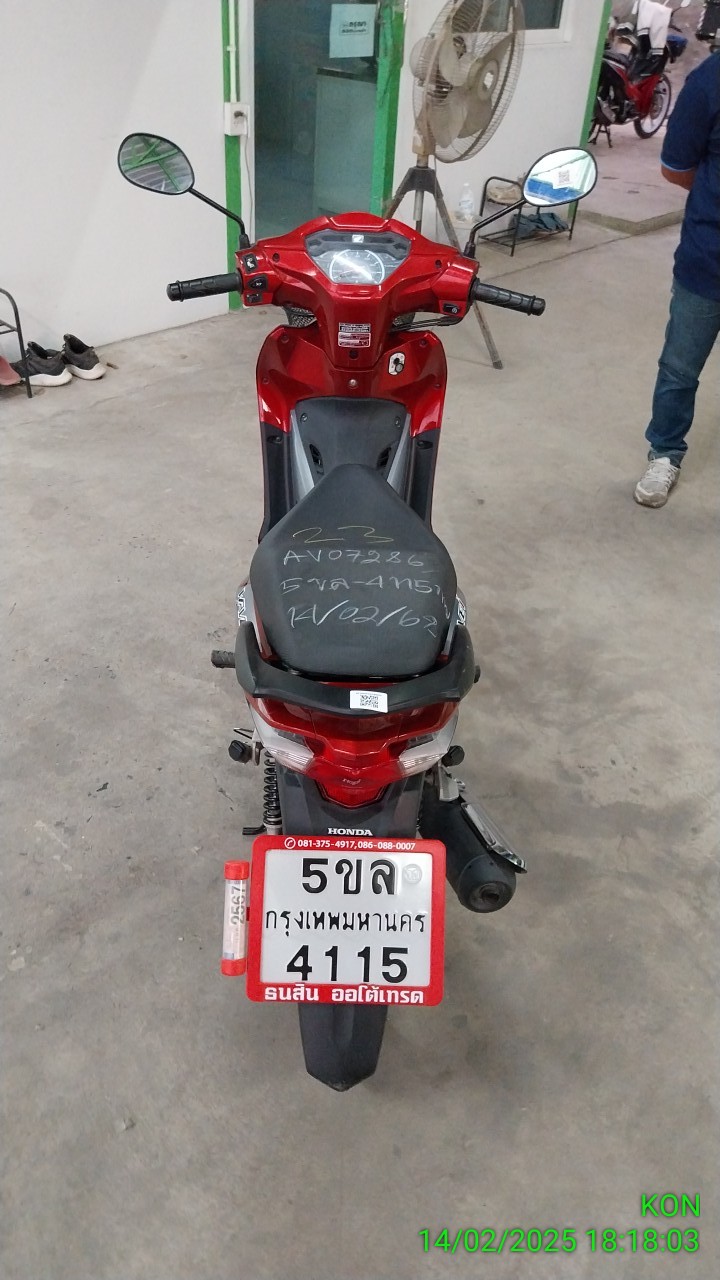 23
AV07286
5ขล-4115
14/02/68
HONDA
081-375-4917,086-088-0007
5ขล
กรุงเทพมหานคร
4115
ธนสิน ออโต้เทรด
2567
KON
14/02/2025 18:18:03